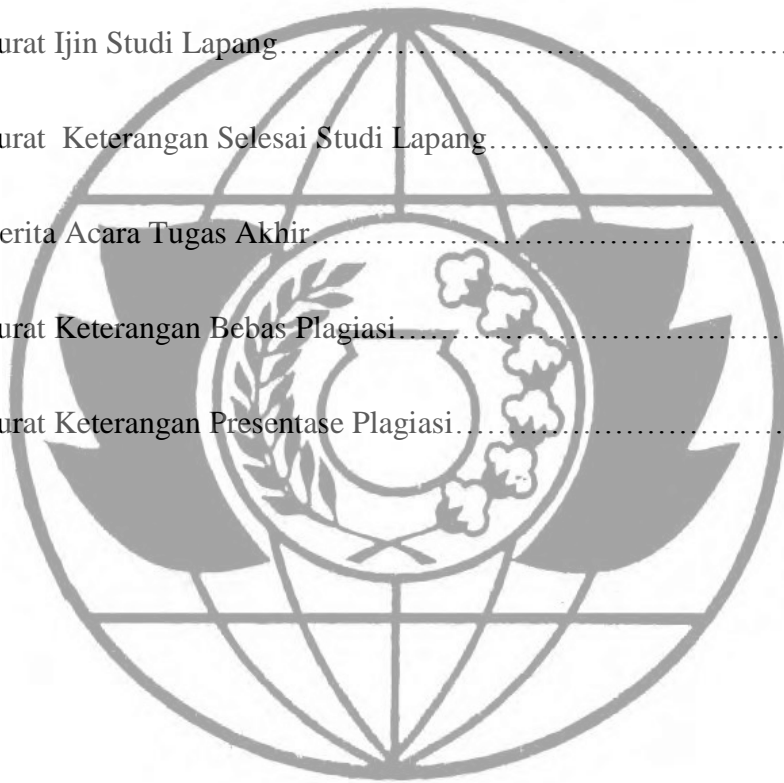 urat Ijin Studi Lapang……………………………………………
urat Keterangan Selesai Studi Lapang…………………………
erita Acara Tugas Akhir…………………………………………
urat Keterangan Bebas Plagiasi…………………………………
urat Keterangan Presentase Plagiasi……………………………